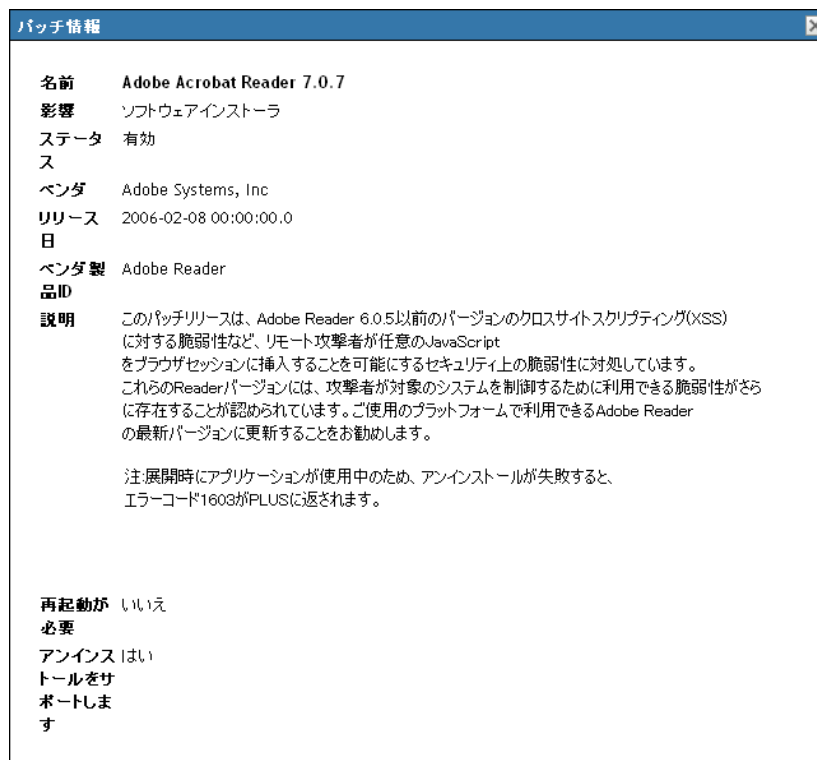 パッチ情報
名前 Adobe Acrobat Reader 7.0.7
影響 ソフトウェアインストーラ
ステータ 有効
ス
ベンダ Adobe Systems, Inc
リリース 2006-02-08 00:00:00.0
日
ベンダ製 Adobe Reader
品ID
説明 このパッチリリースは、Adobe Reader 6.0.5以前のバージョンのクロスサイトスクリプティング(XSS)
に対する脆弱性など、リモート攻撃者が任意のJavaScript
をブラウザセッションに挿入することを可能にするセキュリティ上の脆弱性に対処しています。
これらのReaderバージョンには、攻撃者が対象のシステムを制御するために利用できる脆弱性がさら
に存在することが認められています。ご使用のプラットフォームで利用できるAdobe Reader
の最新バージョンに更新することをお勧めします。
注:展開時にアプリケーションが使用中のため、アンインストールが失敗すると、
エラーコード1603がPLUSに返されます。
再起動が いいえ
必要
アンインス はい
トールをサ
ポートしま
す